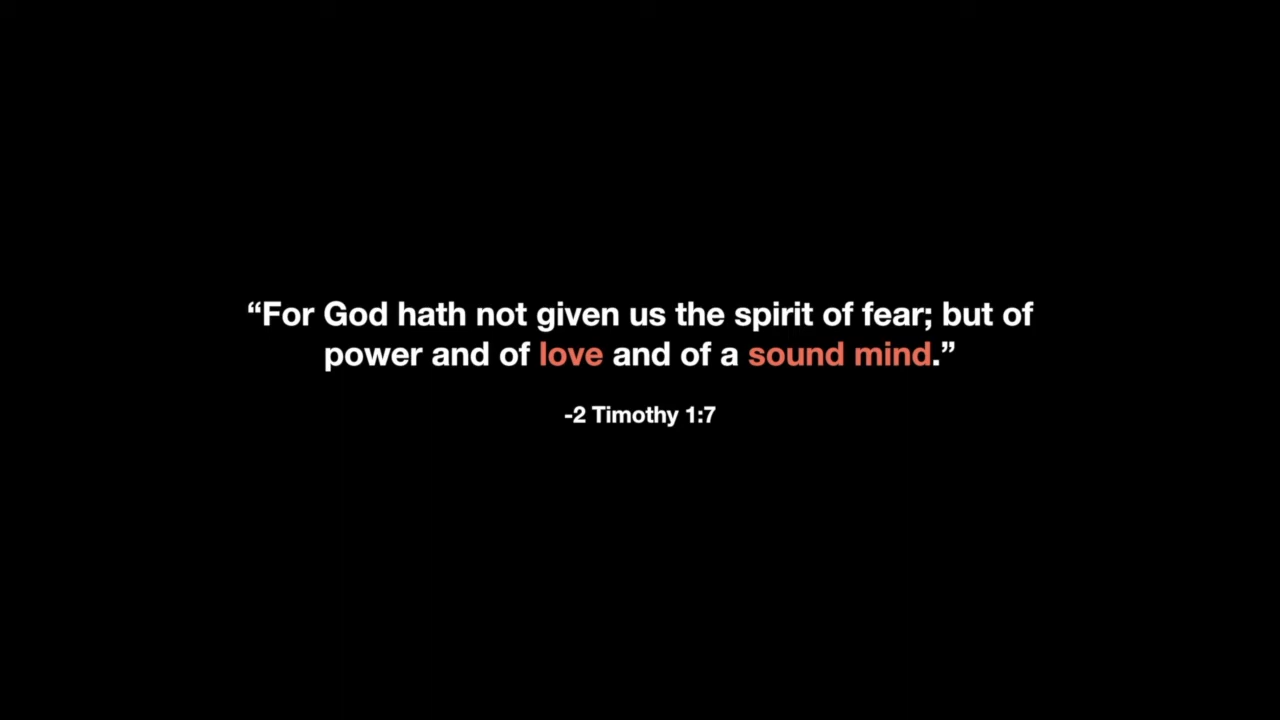 “For God hath not given us the spirit of fear; but of
power and of love and of a sound mind.”
-2 Timothy 1:7